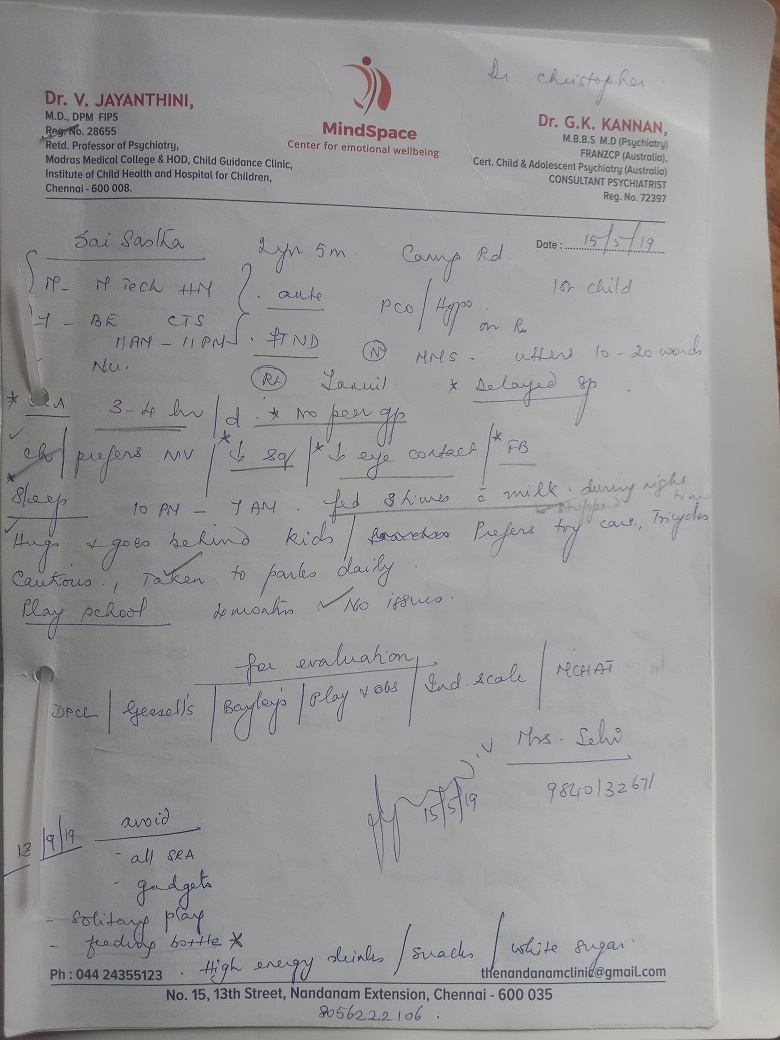 Dr. Christopher
Dr. V. JAYANTHINI,
M.D., DPM FIPS
Reg. No. 28655
Retd. Professor of Psychiatry,
Madras Medical College & HOD, Child Guidance Clinic,
Institute of Child Health and Hospital for Children,
Chennai - 600 008.
MindSpace
Center for emotional wellbeing
Dr. G.K. KANNAN,
M.B.B.S M.D (Psychiatry)
FRANZCP (Australia).
Cert. Child & Adolescent Psychiatry (Australia)
CONSULTANT PSYCHIATRIST
Reg. No. 72397
Date : 15/5/19
Sai Sastha 2yr 5m Camp Rd
M - M Tech HM 1st child
PCO / Hypo on Rx
F - BE CTS
11 AM - 11 PM FTND
Nu. (N) MMS . utters 10 - 20 words
(Rt) Tamil * Delayed sp
* SRA 3-4 hr/d . * No peer gp
ch / prefers NV / * ↓ sq / * ↓ eye contact / * FB
* Sleep 10 PM - 7 AM . fed 3 times c milk . during night
stopped
Hugs & goes behind kids / Prefers toy cars, Tricycles
Cautious . , Taken to parks daily
Play school 4 months ✓ No issues .
for evaluation
DPCL / Gessell's / Bayley's / Play & obs / Ind. scale / MCHAT
Mrs. Selvi
15/5/19
9840132671
12/9/19 avoid
- all SRA
- gadgets
- Solitary play
- feeding bottle *
. High energy drinks / snacks / white sugar .
Ph : 044 24355123
thenandanamclinic@gmail.com
No. 15, 13th Street, Nandanam Extension, Chennai - 600 035
8056222106 .